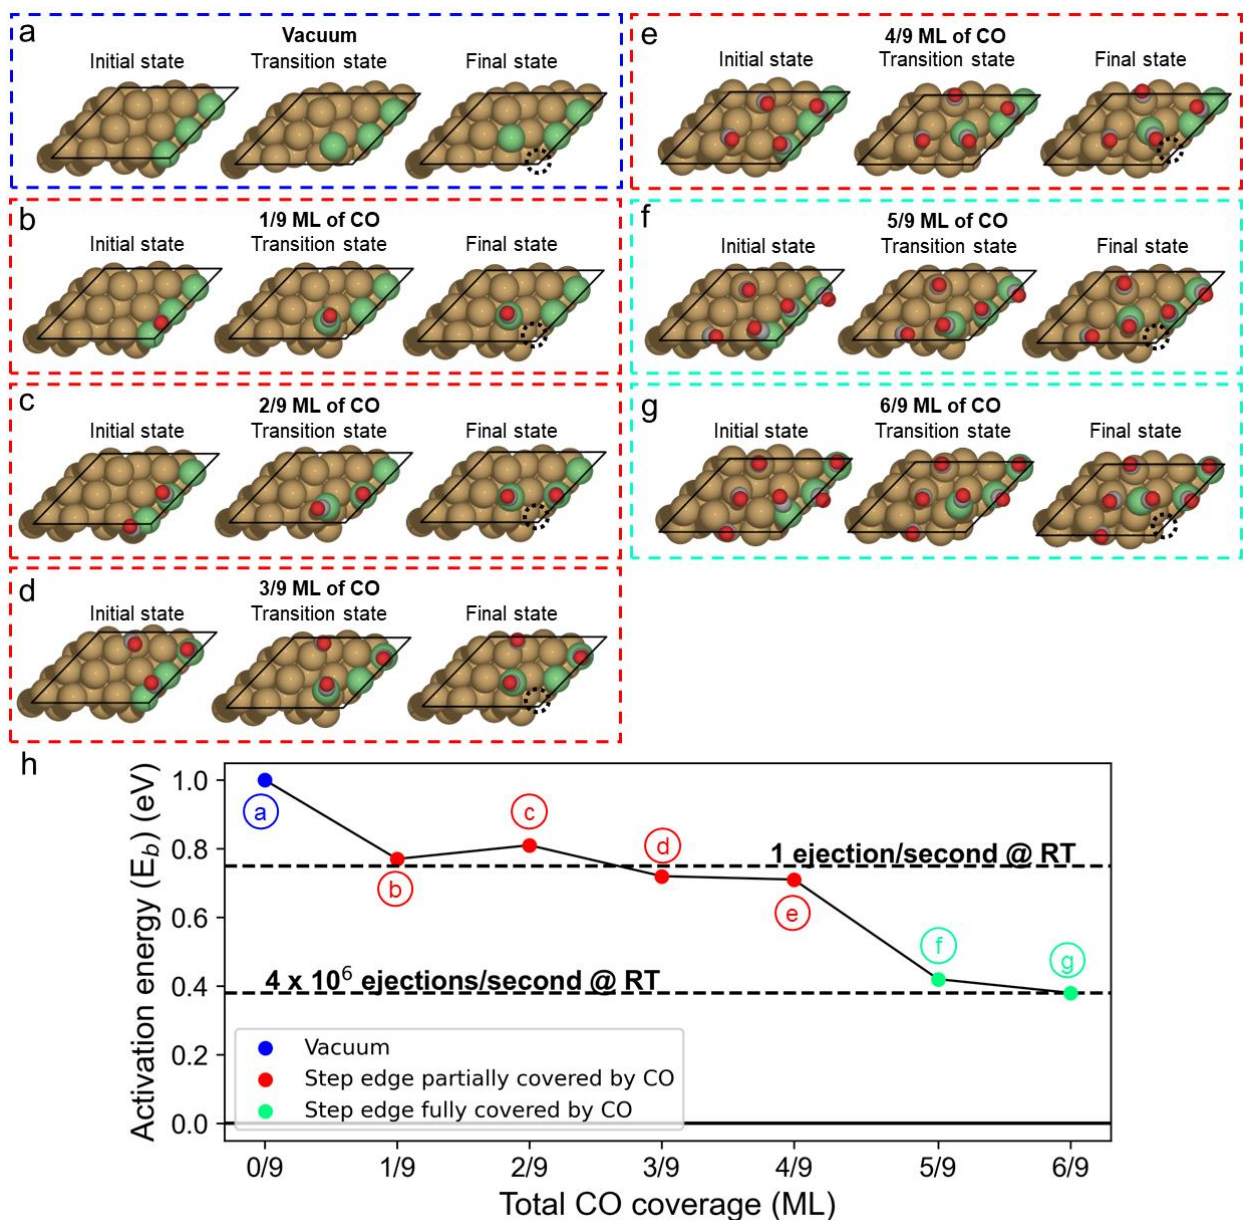 a
Vacuum
Initial state Transition state Final state
b
1/9 ML of CO
Initial state Transition state Final state
c
2/9 ML of CO
Initial state Transition state Final state
d
3/9 ML of CO
Initial state Transition state Final state
e
4/9 ML of CO
Initial state Transition state Final state
f
5/9 ML of CO
Initial state Transition state Final state
g
6/9 ML of CO
Initial state Transition state Final state
h
Activation energy (E_b) (eV)
1.0
0.8
0.6
0.4
0.2
0.0
a
b
c
d
e
f
g
1 ejection/second @ RT
4 x 10⁶ ejections/second @ RT
Vacuum
Step edge partially covered by CO
Step edge fully covered by CO
0/9 1/9 2/9 3/9 4/9 5/9 6/9
Total CO coverage (ML)